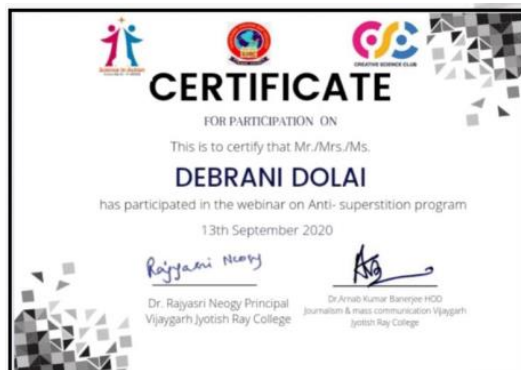 CREATIVE SCIENCE CLUB
CERTIFICATE
FOR PARTICIPATION ON
This is to certify that Mr./Mrs./Ms.
DEBRANI DOLAI
has participated in the webinar on Anti- superstition program
13th September 2020
Rajyasri Neogy
Dr. Rajyasri Neogy Principal
Vijaygarh Jyotish Ray College
Dr.Arnab Kumar Banerjee HOD
Journalism & mass communication Vijaygarh
Jyotish Ray College